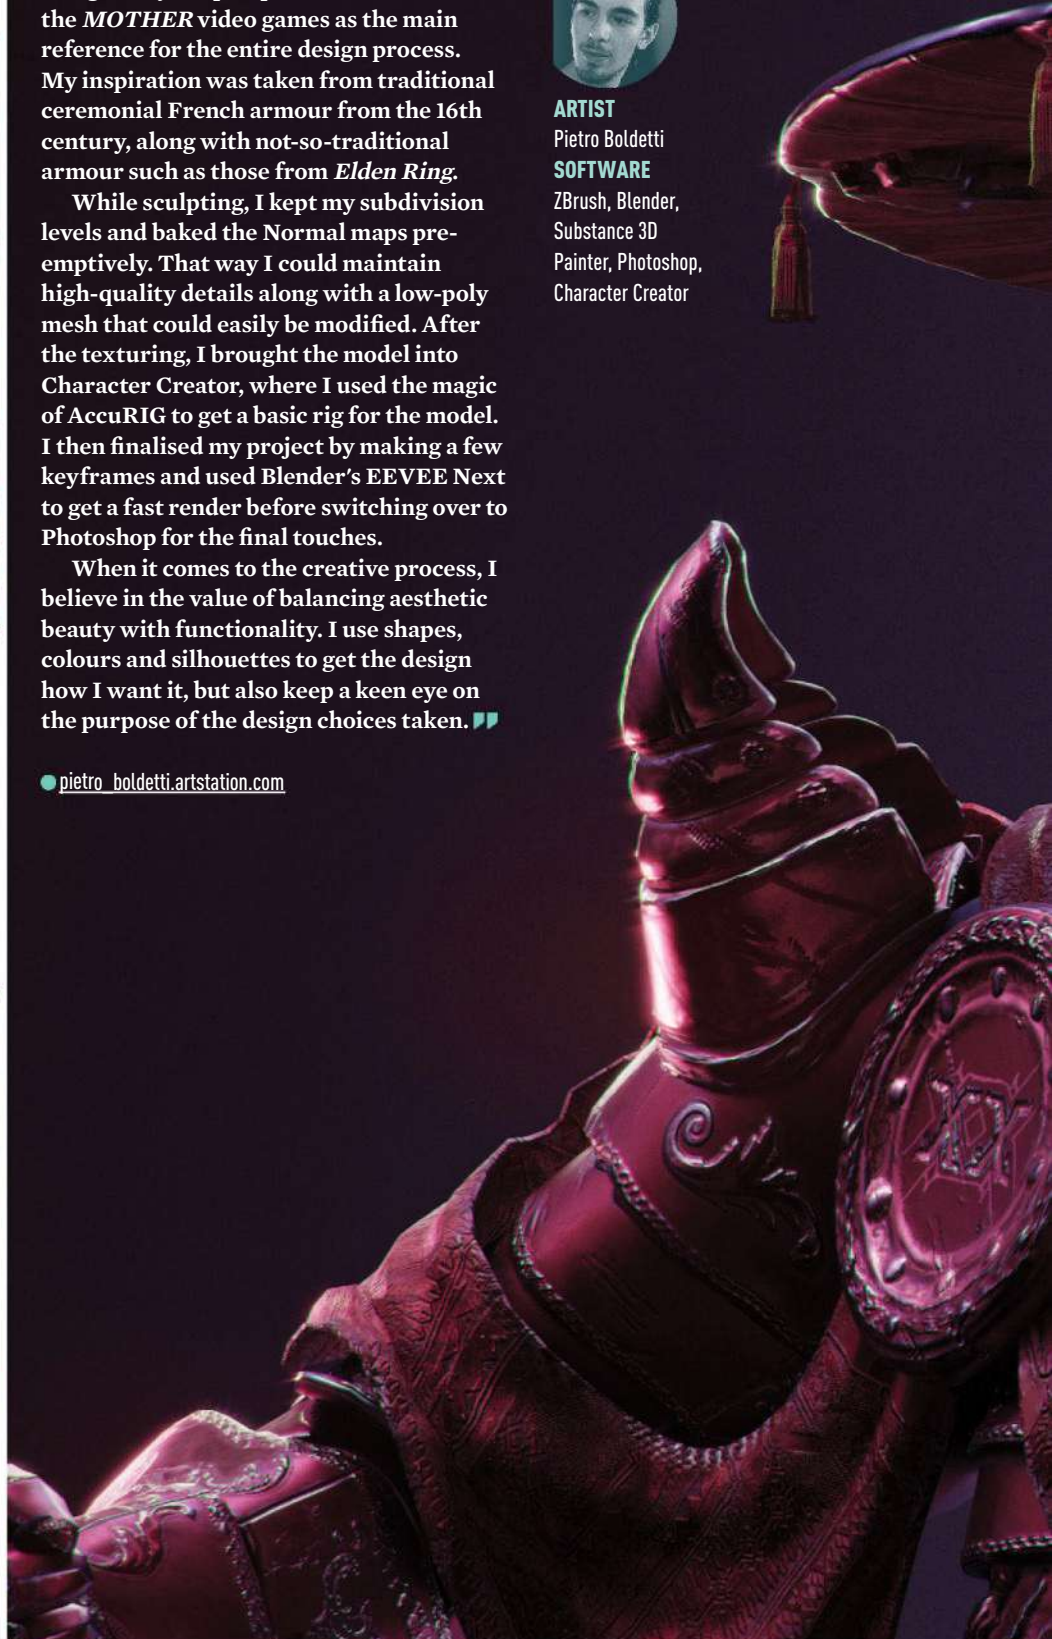 the MOTHER video games as the main
reference for the entire design process.
My inspiration was taken from traditional
ceremonial French armour from the 16th
century, along with not-so-traditional
armour such as those from Elden Ring.
While sculpting, I kept my subdivision
levels and baked the Normal maps pre-
emptively. That way I could maintain
high-quality details along with a low-poly
mesh that could easily be modified. After
the texturing, I brought the model into
Character Creator, where I used the magic
of AccuRIG to get a basic rig for the model.
I then finalised my project by making a few
keyframes and used Blender's EEVEE Next
to get a fast render before switching over to
Photoshop for the final touches.
When it comes to the creative process, I
believe in the value of balancing aesthetic
beauty with functionality. I use shapes,
colours and silhouettes to get the design
how I want it, but also keep a keen eye on
the purpose of the design choices taken.
pietro_boldetti.artstation.com
ARTIST
Pietro Boldetti
SOFTWARE
ZBrush, Blender,
Substance 3D
Painter, Photoshop,
Character Creator